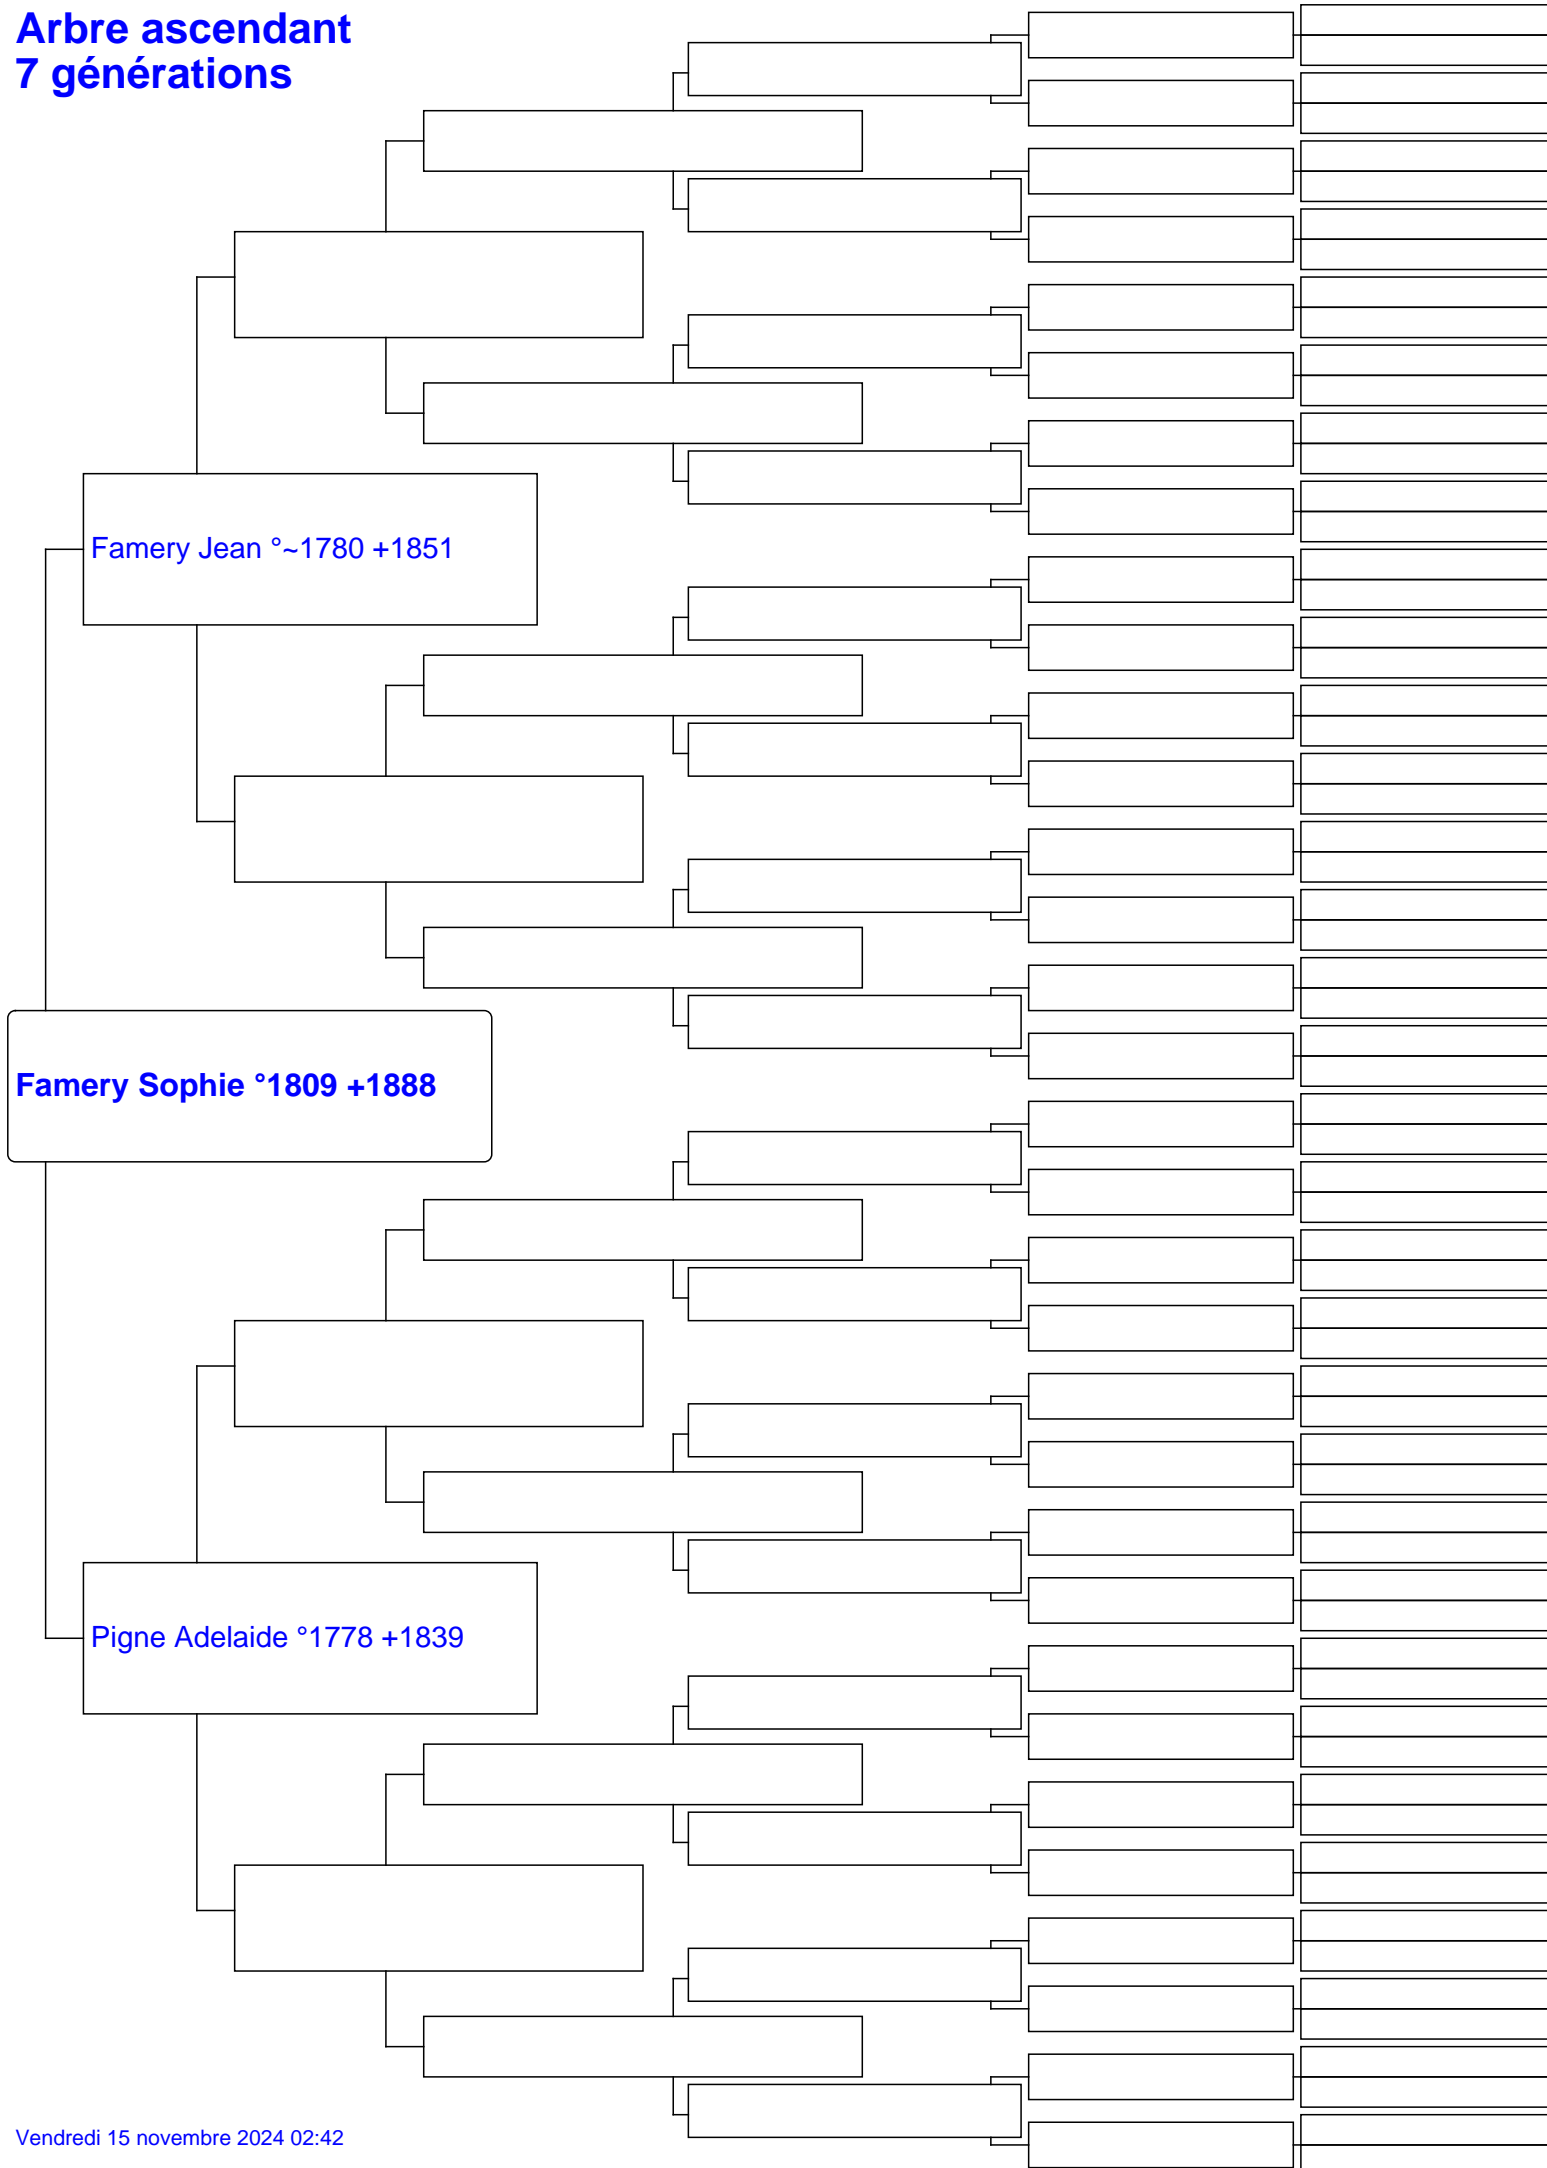 Arbre ascendant
7 générations
Famery Jean °~1780 +1851
Famery Sophie °1809 +1888
Pigne Adelaide °1778 +1839
Vendredi 15 novembre 2024 02:42